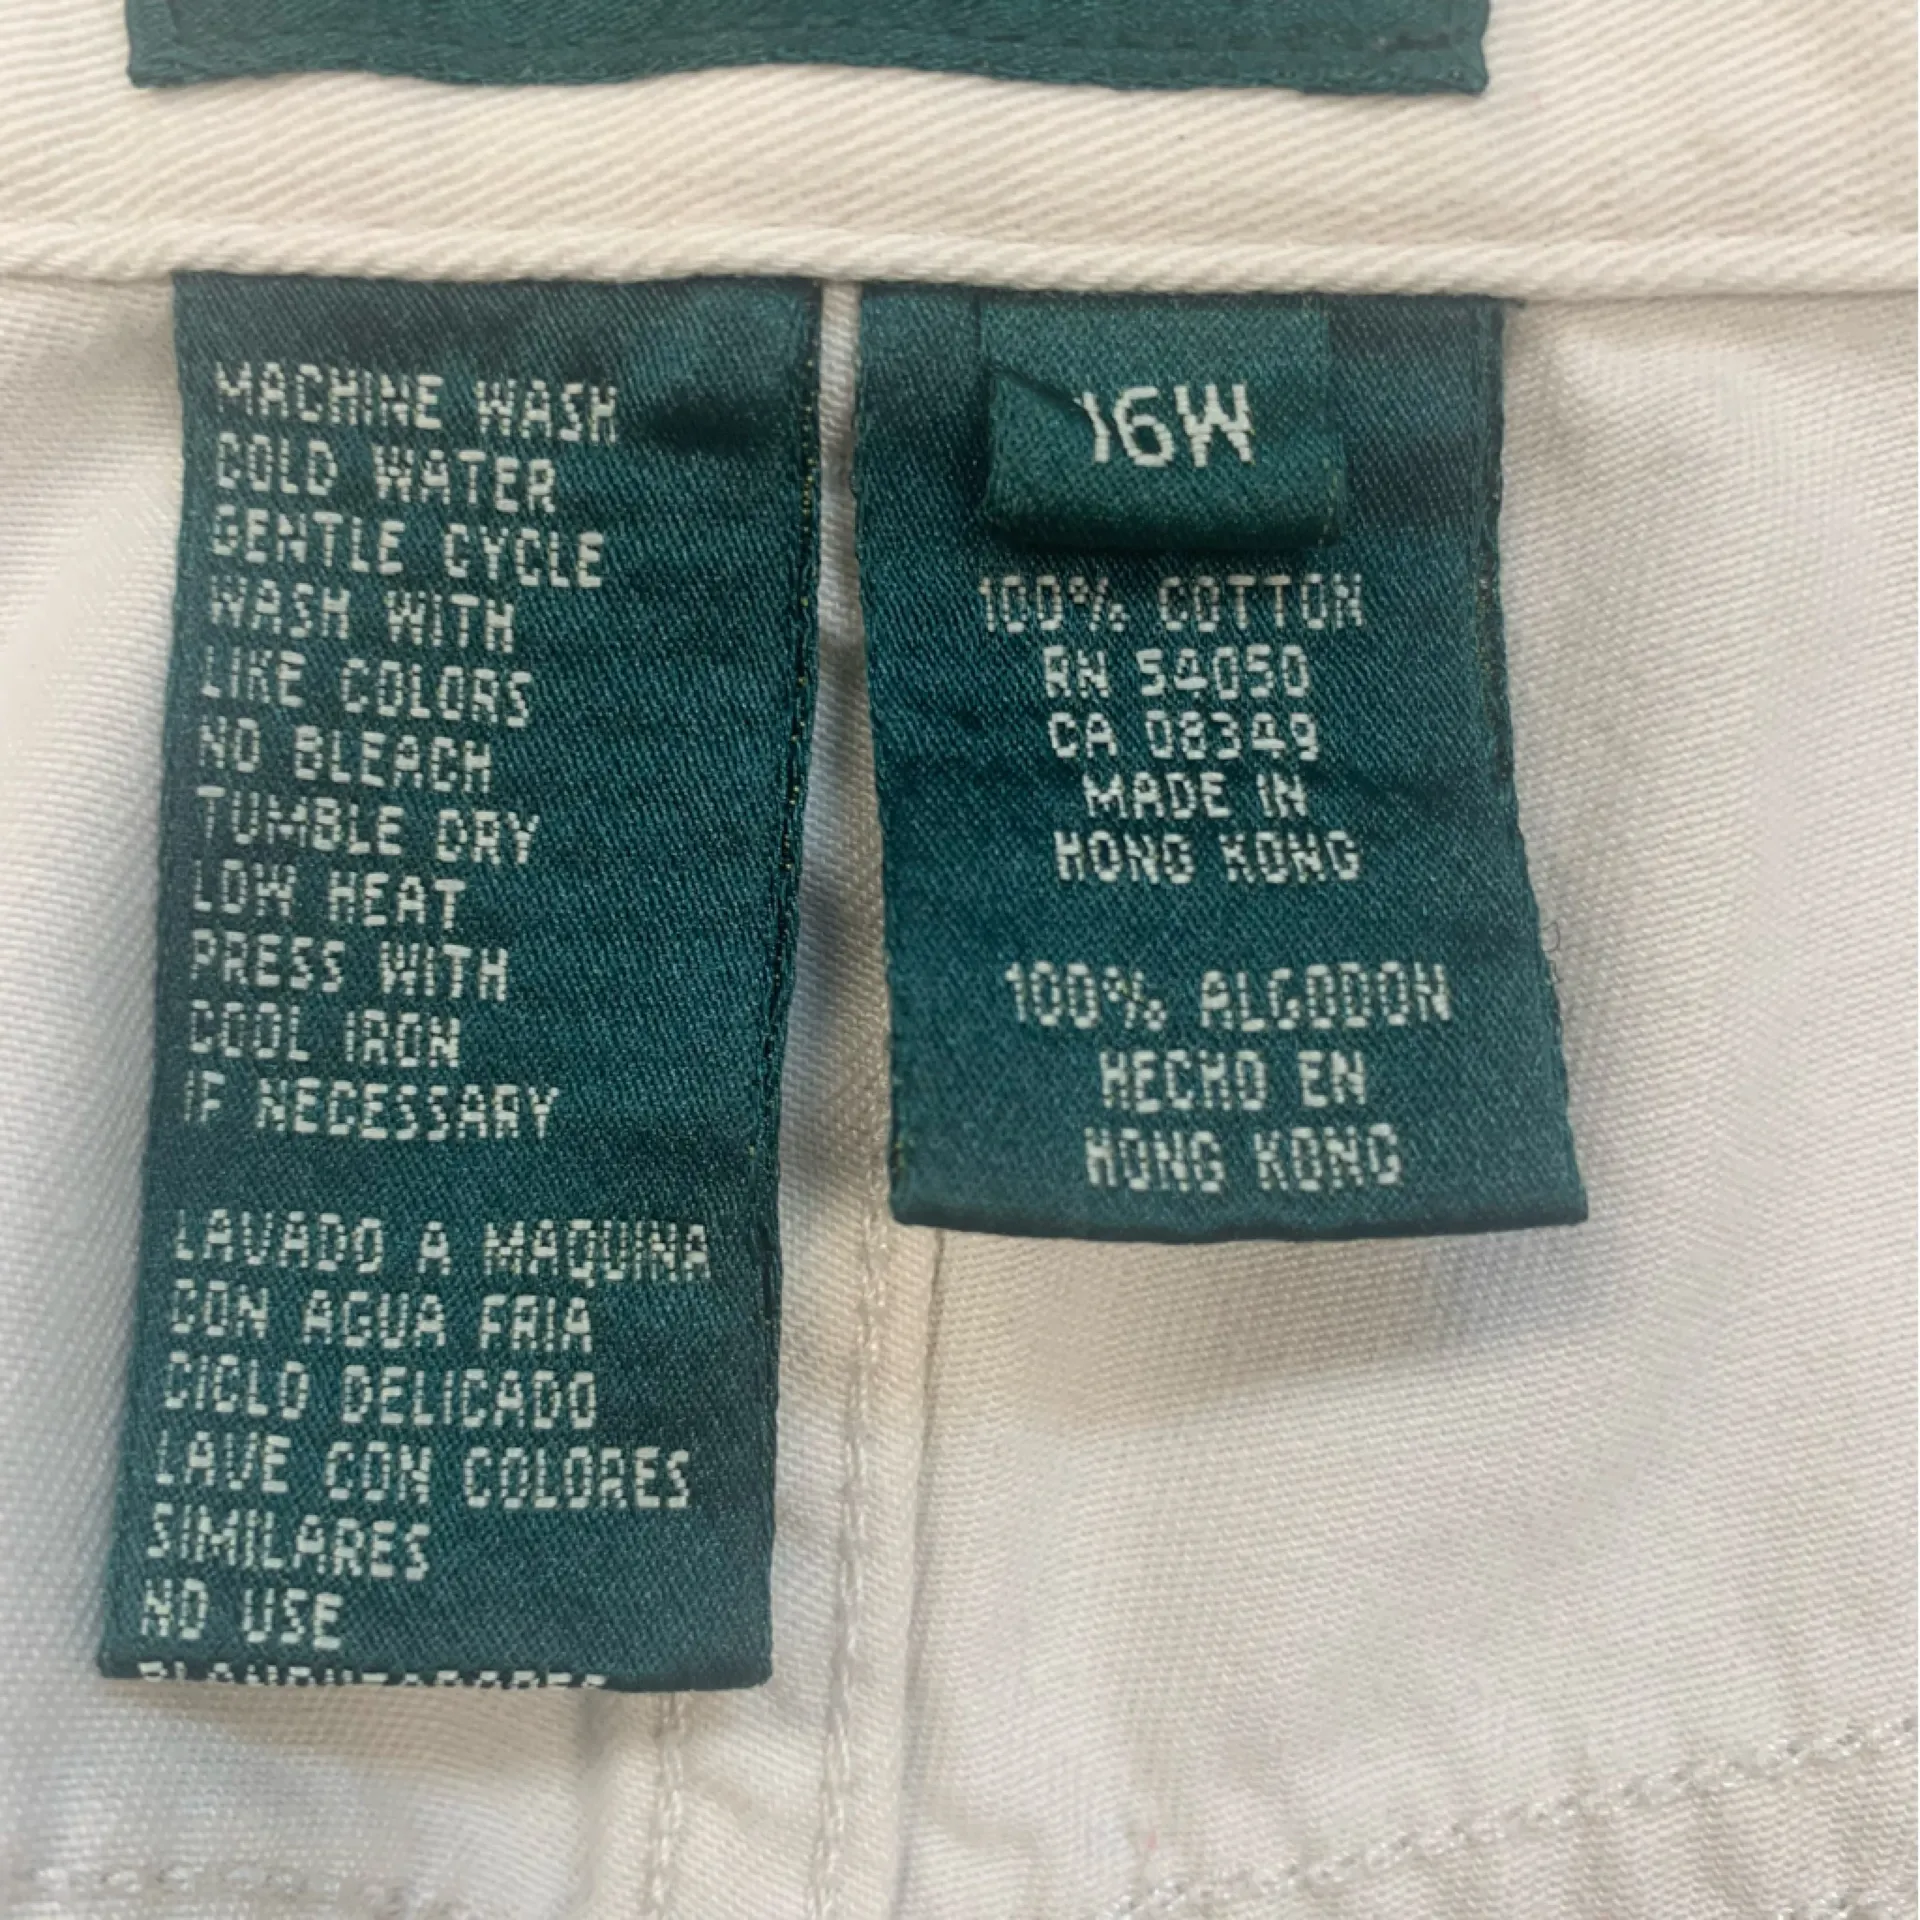 MACHINE WASH
COLD WATER
GENTLE CYCLE
WASH WITH
LIKE COLORS
NO BLEACH
TUMBLE DRY
LOW HEAT
PRESS WITH
COOL IRON
IF NECESSARY
LAVADO A MAQUINA
CON AGUA FRIA
CICLO DELICADO
LAVE CON COLORES
SIMILARES
NO USE
16W
100% COTTON
RN 54050
CA 08349
MADE IN
HONG KONG
100% ALGODON
HECHO EN
HONG KONG